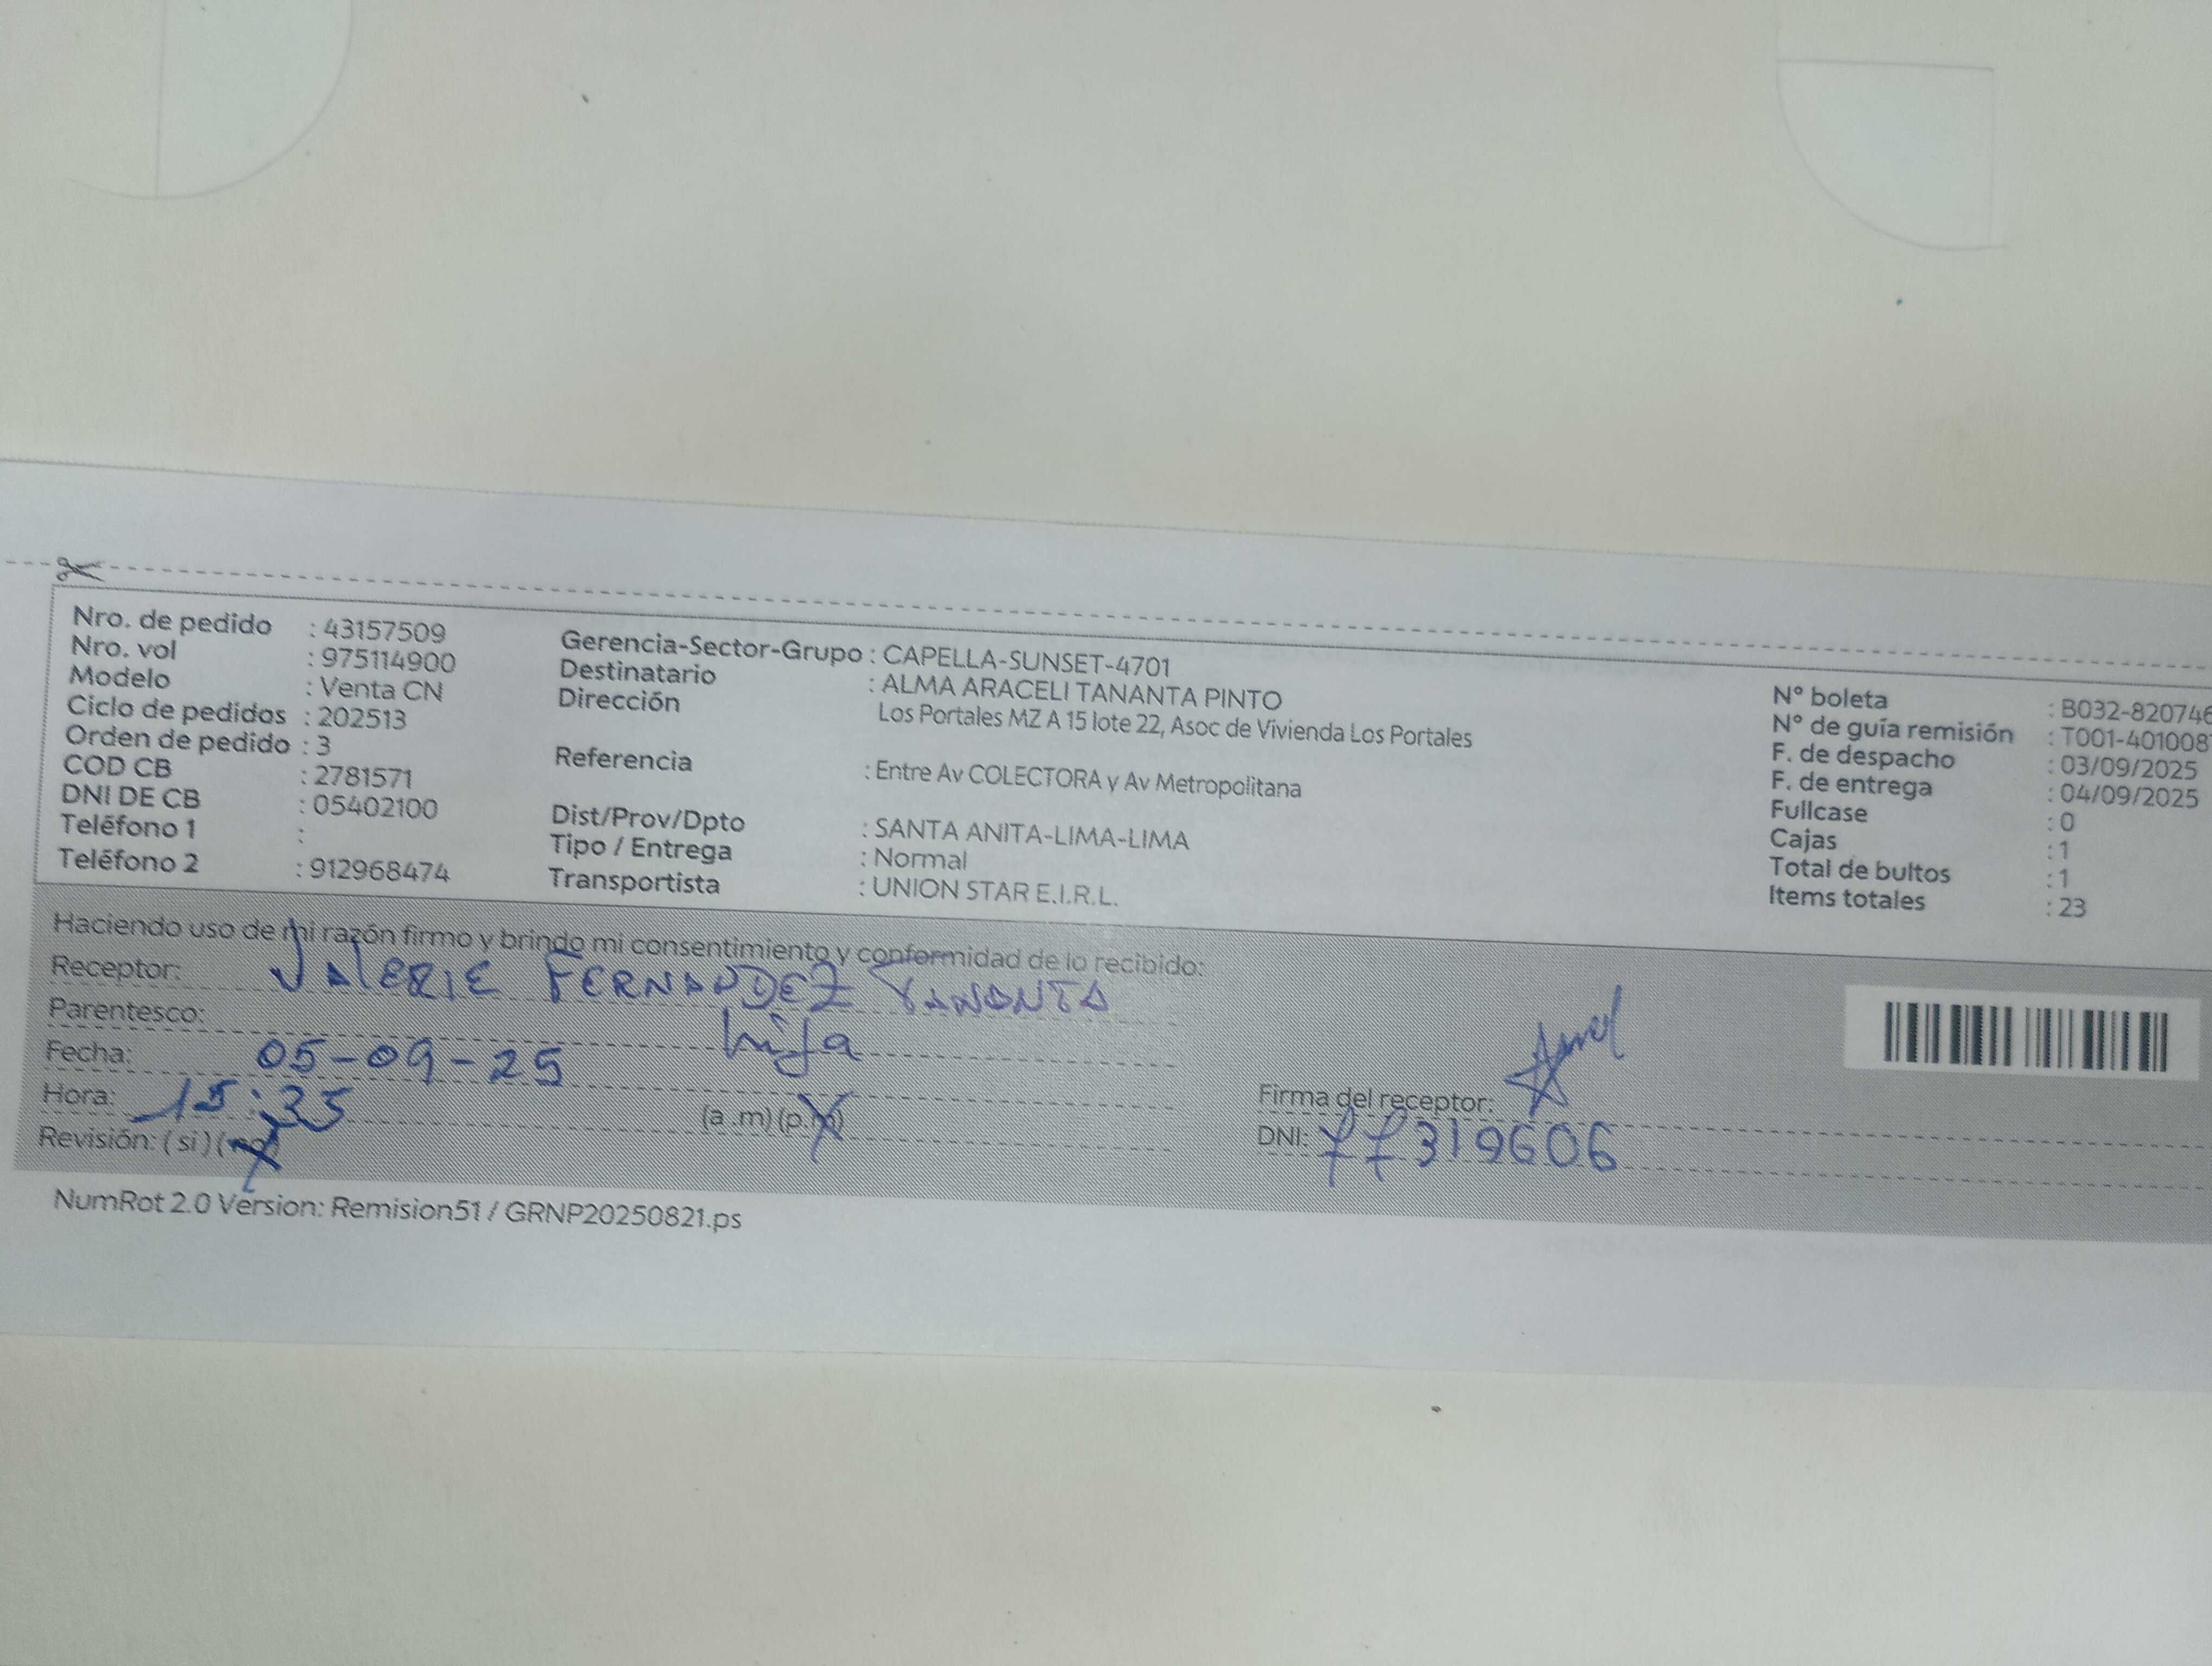 Nro. de pedido : 43157509
Nro. vol : 975114900
Modelo : Venta CN
Ciclo de pedidos : 202513
Orden de pedido : 3
COD CB : 2781571
DNI DE CB : 05402100
Teléfono 1 :
Teléfono 2 : 912968474
Gerencia-Sector-Grupo : CAPELLA-SUNSET-4701
Destinatario : ALMA ARACELI TANANTA PINTO
Dirección Los Portales MZ A 15 lote 22, Asoc de Vivienda Los Portales
Referencia : Entre Av COLECTORA y Av Metropolitana
Dist/Prov/Dpto : SANTA ANITA-LIMA-LIMA
Tipo / Entrega : Normal
Transportista : UNION STAR E.I.R.L.
N° boleta : B032-820746
N° de guía remisión : T001-401008
F. de despacho : 03/09/2025
F. de entrega : 04/09/2025
Fullcase : 0
Cajas : 1
Total de bultos : 1
Items totales : 23
Haciendo uso de mi razón firmo y brindo mi consentimiento y conformidad de lo recibido:
Receptor: VALERIE FERNANDEZ TANANTA
Parentesco: hija
Fecha: 05-09-25
Hora: 15:35 (a .m) (p.m)
Revisión: ( si ) (no)
Firma del receptor:
DNI: 77319606
NumRot 2.0 Version: Remision51 / GRNP20250821.ps